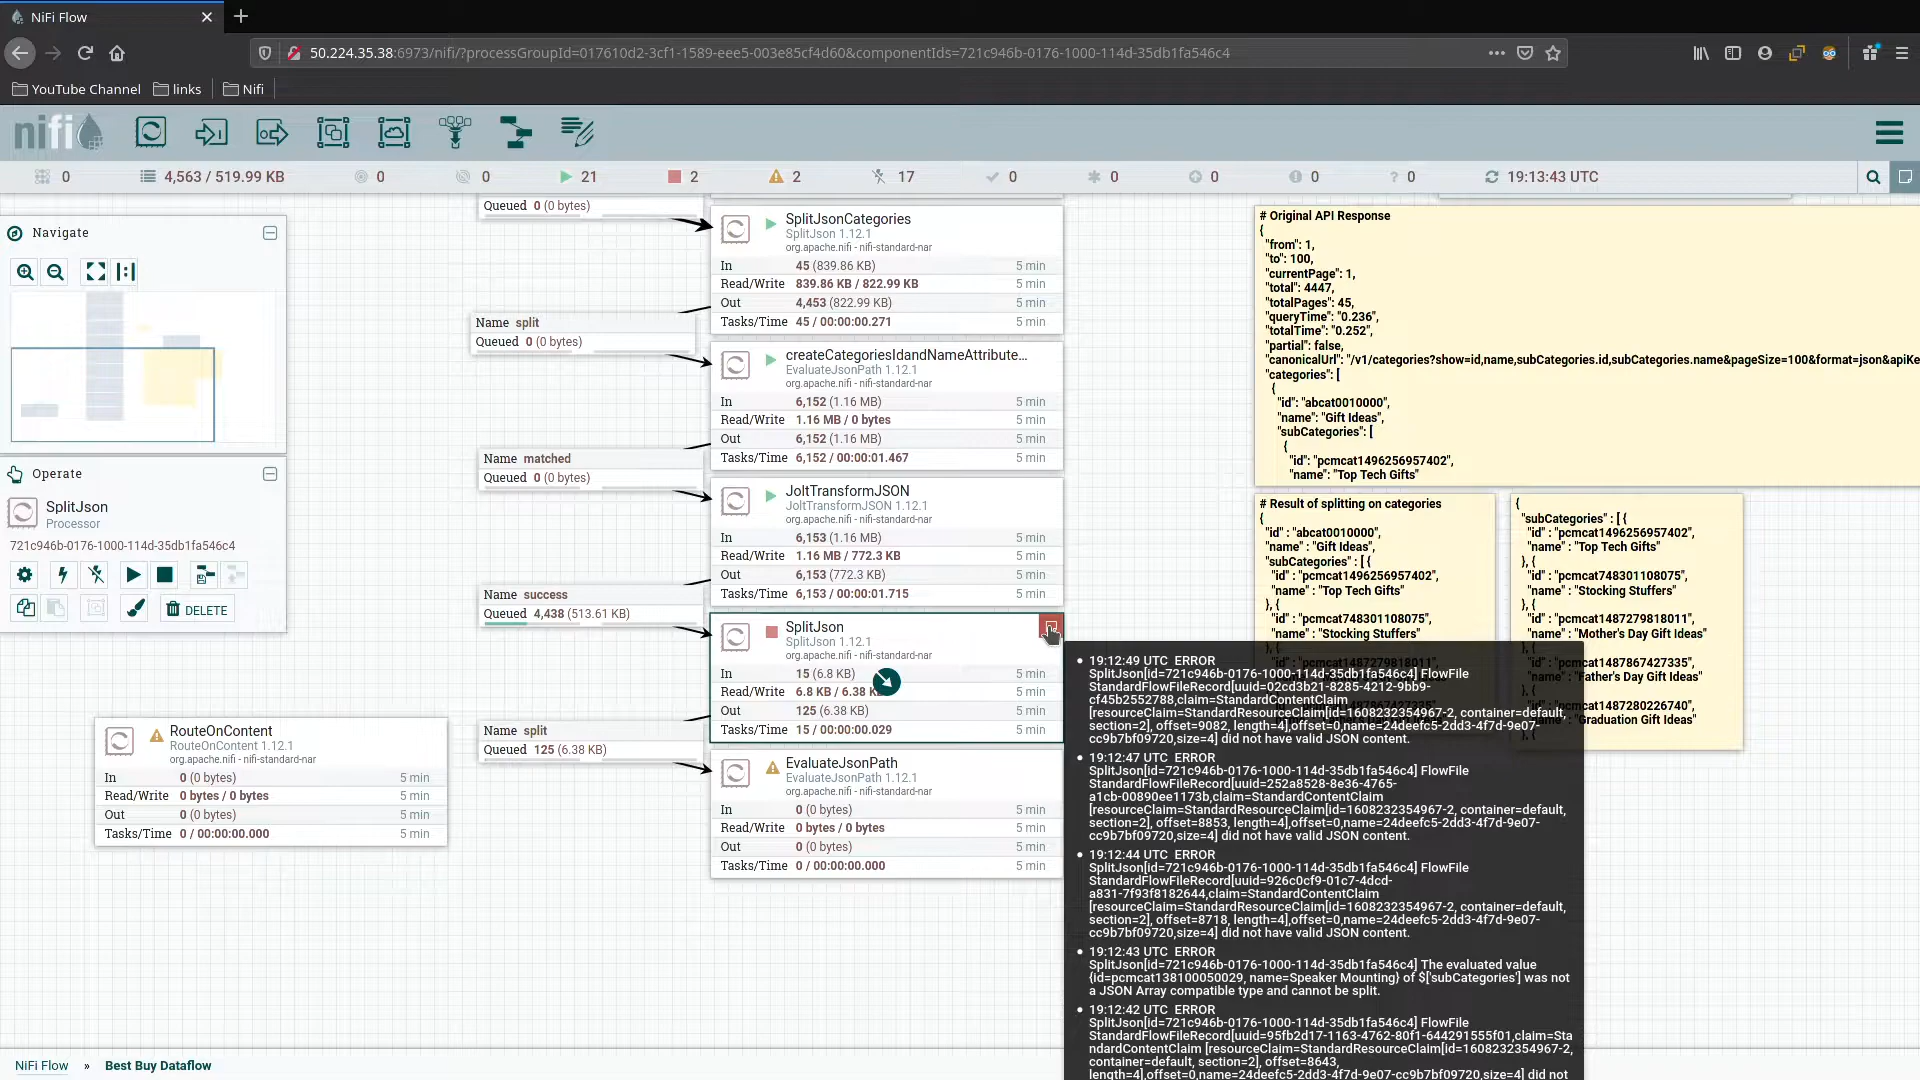 NiFi Flow
50.224.35.38:6973/nifi/?processGroupId=017610d2-3cf1-1589-eee5-003e85cf4d60&componentIds=721c946b-0176-1000-114d-35db1fa546c4
YouTube Channel
links
Nifi
nifi
0
4,563 / 519.99 KB
0
0
21
2
2
17
0
0
0
0
? 0
19:13:43 UTC
Navigate
Operate
SplitJson
Processor
721c946b-0176-1000-114d-35db1fa546c4
DELETE
Queued 0 (0 bytes)
SplitJsonCategories
SplitJson 1.12.1
org.apache.nifi - nifi-standard-nar
In 45 (839.86 KB) 5 min
Read/Write 839.86 KB / 822.99 KB 5 min
Out 4,453 (822.99 KB) 5 min
Tasks/Time 45 / 00:00:00.271 5 min
Name split
Queued 0 (0 bytes)
createCategoriesIdandNameAttribute...
EvaluateJsonPath 1.12.1
org.apache.nifi - nifi-standard-nar
In 6,152 (1.16 MB) 5 min
Read/Write 1.16 MB / 0 bytes 5 min
Out 6,152 (1.16 MB) 5 min
Tasks/Time 6,152 / 00:00:01.467 5 min
Name matched
Queued 0 (0 bytes)
JoltTransformJSON
JoltTransformJSON 1.12.1
org.apache.nifi - nifi-standard-nar
In 6,153 (1.16 MB) 5 min
Read/Write 1.16 MB / 772.3 KB 5 min
Out 6,153 (772.3 KB) 5 min
Tasks/Time 6,153 / 00:00:01.715 5 min
Name success
Queued 4,438 (513.61 KB)
SplitJson
SplitJson 1.12.1
org.apache.nifi - nifi-standard-nar
In 15 (6.8 KB) 5 min
Read/Write 6.8 KB / 6.38 5 min
Out 125 (6.38 KB) 5 min
Tasks/Time 15 / 00:00:00.029 5 min
Name split
Queued 125 (6.38 KB)
EvaluateJsonPath
EvaluateJsonPath 1.12.1
org.apache.nifi - nifi-standard-nar
In 0 (0 bytes) 5 min
Read/Write 0 bytes / 0 bytes 5 min
Out 0 (0 bytes) 5 min
Tasks/Time 0 / 00:00:00.000 5 min
RouteOnContent
RouteOnContent 1.12.1
org.apache.nifi - nifi-standard-nar
In 0 (0 bytes) 5 min
Read/Write 0 bytes / 0 bytes 5 min
Out 0 (0 bytes) 5 min
Tasks/Time 0 / 00:00:00.000 5 min
# Original API Response
{
"from": 1,
"to": 100,
"currentPage": 1,
"total": 4447,
"totalPages": 45,
"queryTime": "0.236",
"totalTime": "0.252",
"partial": false,
"canonicalUrl": "/v1/categories?show=id,name,subCategories.id,subCategories.name&pageSize=100&format=json&apiKe
"categories": [
{
"id": "abcat0010000",
"name": "Gift Ideas",
"subCategories": [
{
"id": "pcmcat1496256957402",
"name": "Top Tech Gifts"
# Result of splitting on categories
{
"id" : "abcat0010000",
"name" : "Gift Ideas",
"subCategories" : [ {
"id" : "pcmcat1496256957402",
"name" : "Top Tech Gifts"
}, {
"id" : "pcmcat748301108075",
"name" : "Stocking Stuffers"
}, {
"id" : "pcmcat1487279818011",
{
"subCategories" : [ {
"id" : "pcmcat1496256957402",
"name" : "Top Tech Gifts"
}, {
"id" : "pcmcat748301108075",
"name" : "Stocking Stuffers"
}, {
"id" : "pcmcat1487279818011",
"name" : "Mother's Day Gift Ideas"
}, {
"id" : "pcmcat1487867427335",
"name" : "Father's Day Gift Ideas"
}, {
"id" : "pcmcat1487280226740",
"name" : "Graduation Gift Ideas"
}, {
• 19:12:49 UTC ERROR
SplitJson[id=721c946b-0176-1000-114d-35db1fa546c4] FlowFile
StandardFlowFileRecord[uuid=02cd3b21-8285-4212-9bb9-
cf45b2552788,claim=StandardContentClaim
[resourceClaim=StandardResourceClaim[id=1608232354967-2, container=default,
section=2], offset=9082, length=4],offset=0,name=24deefc5-2dd3-4f7d-9e07-
cc9b7bf09720,size=4] did not have valid JSON content.
• 19:12:47 UTC ERROR
SplitJson[id=721c946b-0176-1000-114d-35db1fa546c4] FlowFile
StandardFlowFileRecord[uuid=252a8528-8e36-4765-
a1cb-00890ee1173b,claim=StandardContentClaim
[resourceClaim=StandardResourceClaim[id=1608232354967-2, container=default,
section=2], offset=8853, length=4],offset=0,name=24deefc5-2dd3-4f7d-9e07-
cc9b7bf09720,size=4] did not have valid JSON content.
• 19:12:44 UTC ERROR
SplitJson[id=721c946b-0176-1000-114d-35db1fa546c4] FlowFile
StandardFlowFileRecord[uuid=926c0cf9-01c7-4dcd-
a831-7f93f8182644,claim=StandardContentClaim
[resourceClaim=StandardResourceClaim[id=1608232354967-2, container=default,
section=2], offset=8718, length=4],offset=0,name=24deefc5-2dd3-4f7d-9e07-
cc9b7bf09720,size=4] did not have valid JSON content.
• 19:12:43 UTC ERROR
SplitJson[id=721c946b-0176-1000-114d-35db1fa546c4] The evaluated value
{id=pcmcat138100050029, name=Speaker Mounting} of $['subCategories'] was not
a JSON Array compatible type and cannot be split.
• 19:12:42 UTC ERROR
SplitJson[id=721c946b-0176-1000-114d-35db1fa546c4] FlowFile
StandardFlowFileRecord[uuid=95fb2d17-1163-4762-80f1-644291555f01,claim=Sta
ndardContentClaim [resourceClaim=StandardResourceClaim[id=1608232354967-2,
container=default, section=2], offset=8643,
length=4],offset=0,name=24deefc5-2dd3-4f7d-9e07-cc9b7bf09720,size=4] did not
NiFi Flow » Best Buy Dataflow